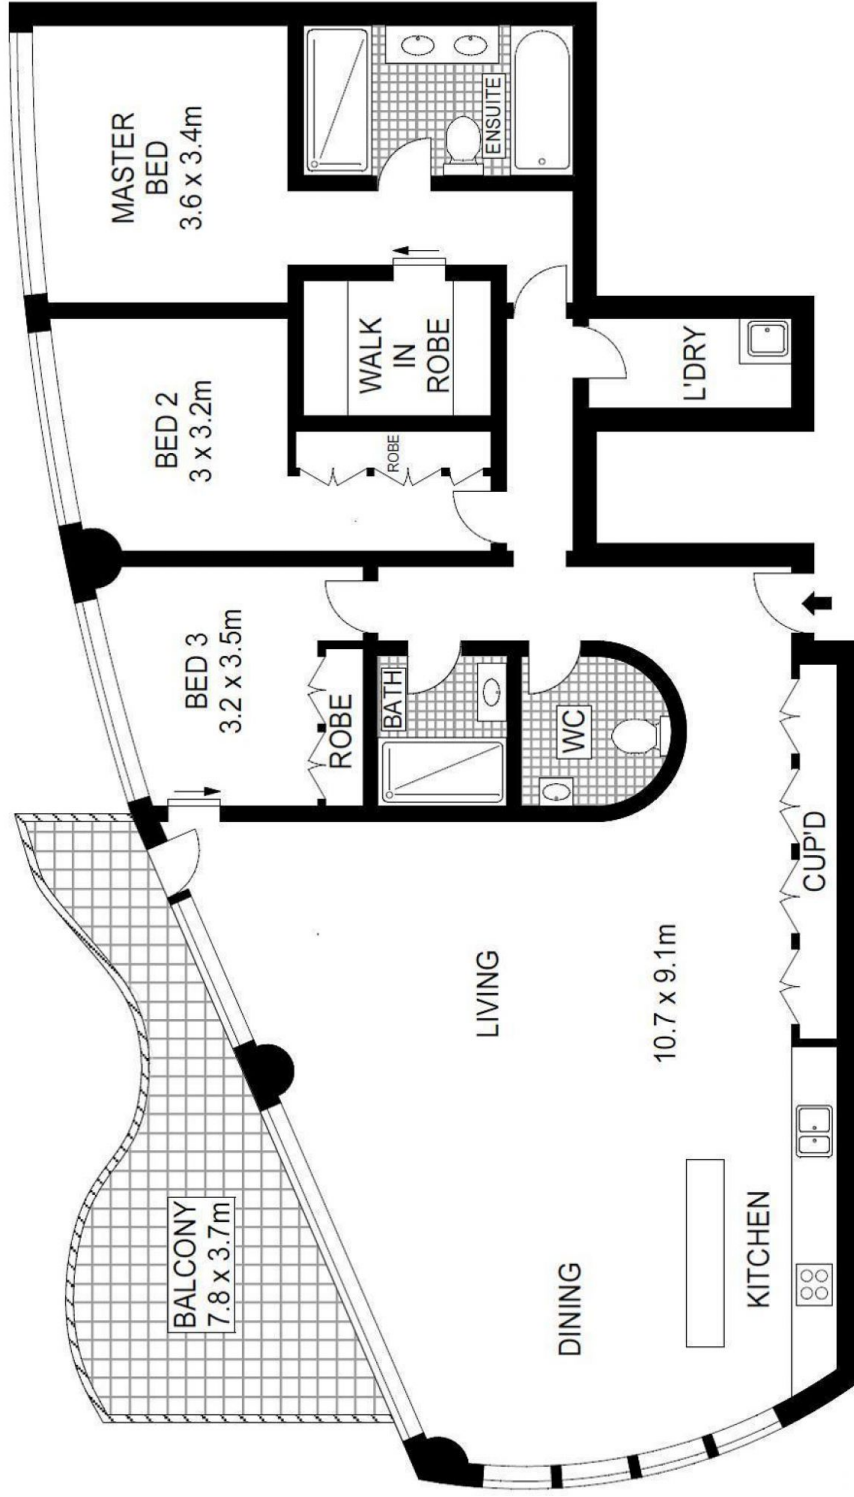 MASTER
BED
3.6 x 3.4m
ENSUITE
WALK
IN
ROBE
BED 2
3 x 3.2m
ROBE
L'DRY
BED 3
3.2 x 3.5m
ROBE
BATH
WC
CUP'D
LIVING
10.7 x 9.1m
BALCONY
7.8 x 3.7m
DINING
KITCHEN